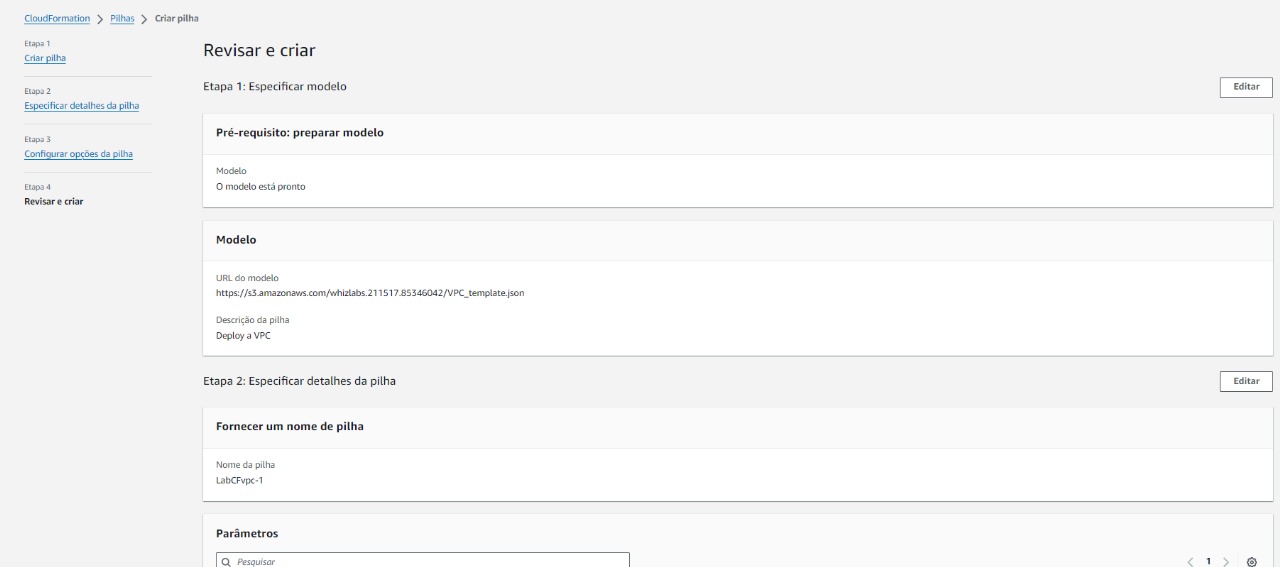 CloudFormation > Pilhas > Criar pilha
Etapa 1
Criar pilha
Etapa 2
Especificar detalhes da pilha
Etapa 3
Configurar opções da pilha
Etapa 4
Revisar e criar
Revisar e criar
Etapa 1: Especificar modelo
Editar
Pré-requisito: preparar modelo
Modelo
O modelo está pronto
Modelo
URL do modelo
https://s3.amazonaws.com/whizlabs.211517.85346042/VPC_template.json
Descrição da pilha
Deploy a VPC
Etapa 2: Especificar detalhes da pilha
Editar
Fornecer um nome de pilha
Nome da pilha
LabCFvpc-1
Parâmetros
Pesquisar
< 1 >